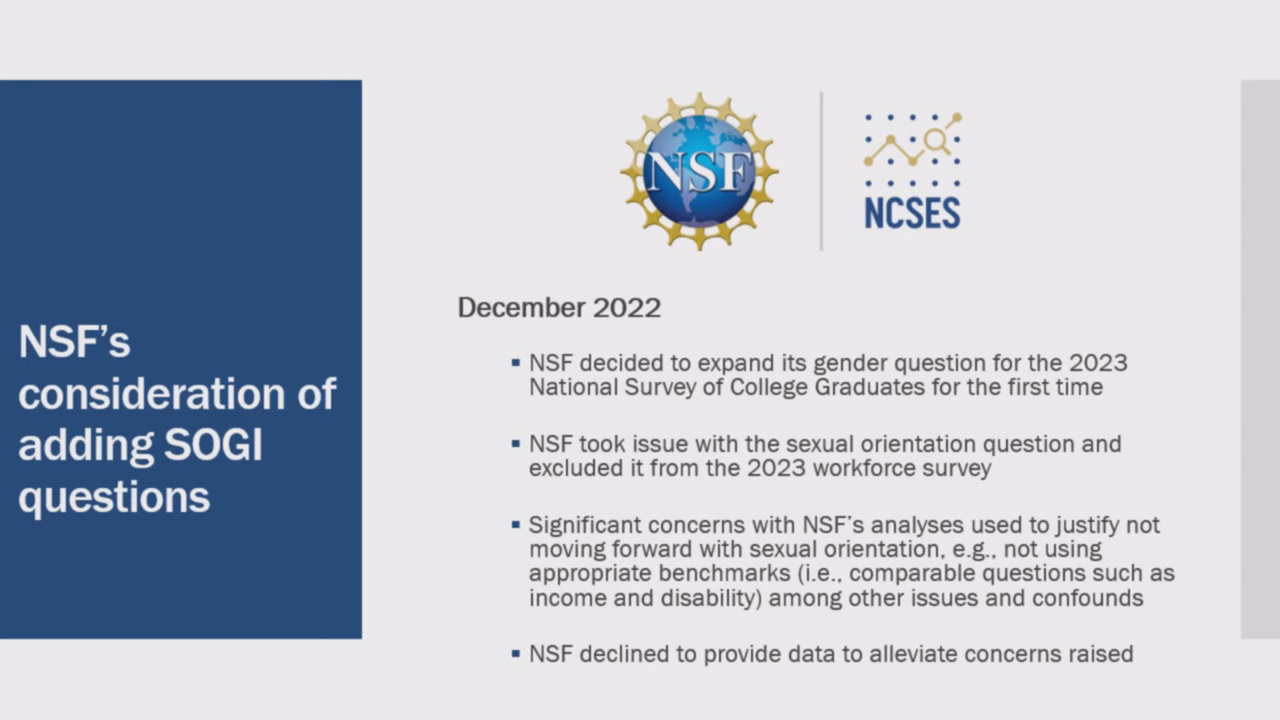 NSF's
consideration of
adding SOGI
questions
NSF
NCSES
December 2022
▪ NSF decided to expand its gender question for the 2023
National Survey of College Graduates for the first time
▪ NSF took issue with the sexual orientation question and
excluded it from the 2023 workforce survey
▪ Significant concerns with NSF's analyses used to justify not
moving forward with sexual orientation, e.g., not using
appropriate benchmarks (i.e., comparable questions such as
income and disability) among other issues and confounds
▪ NSF declined to provide data to alleviate concerns raised